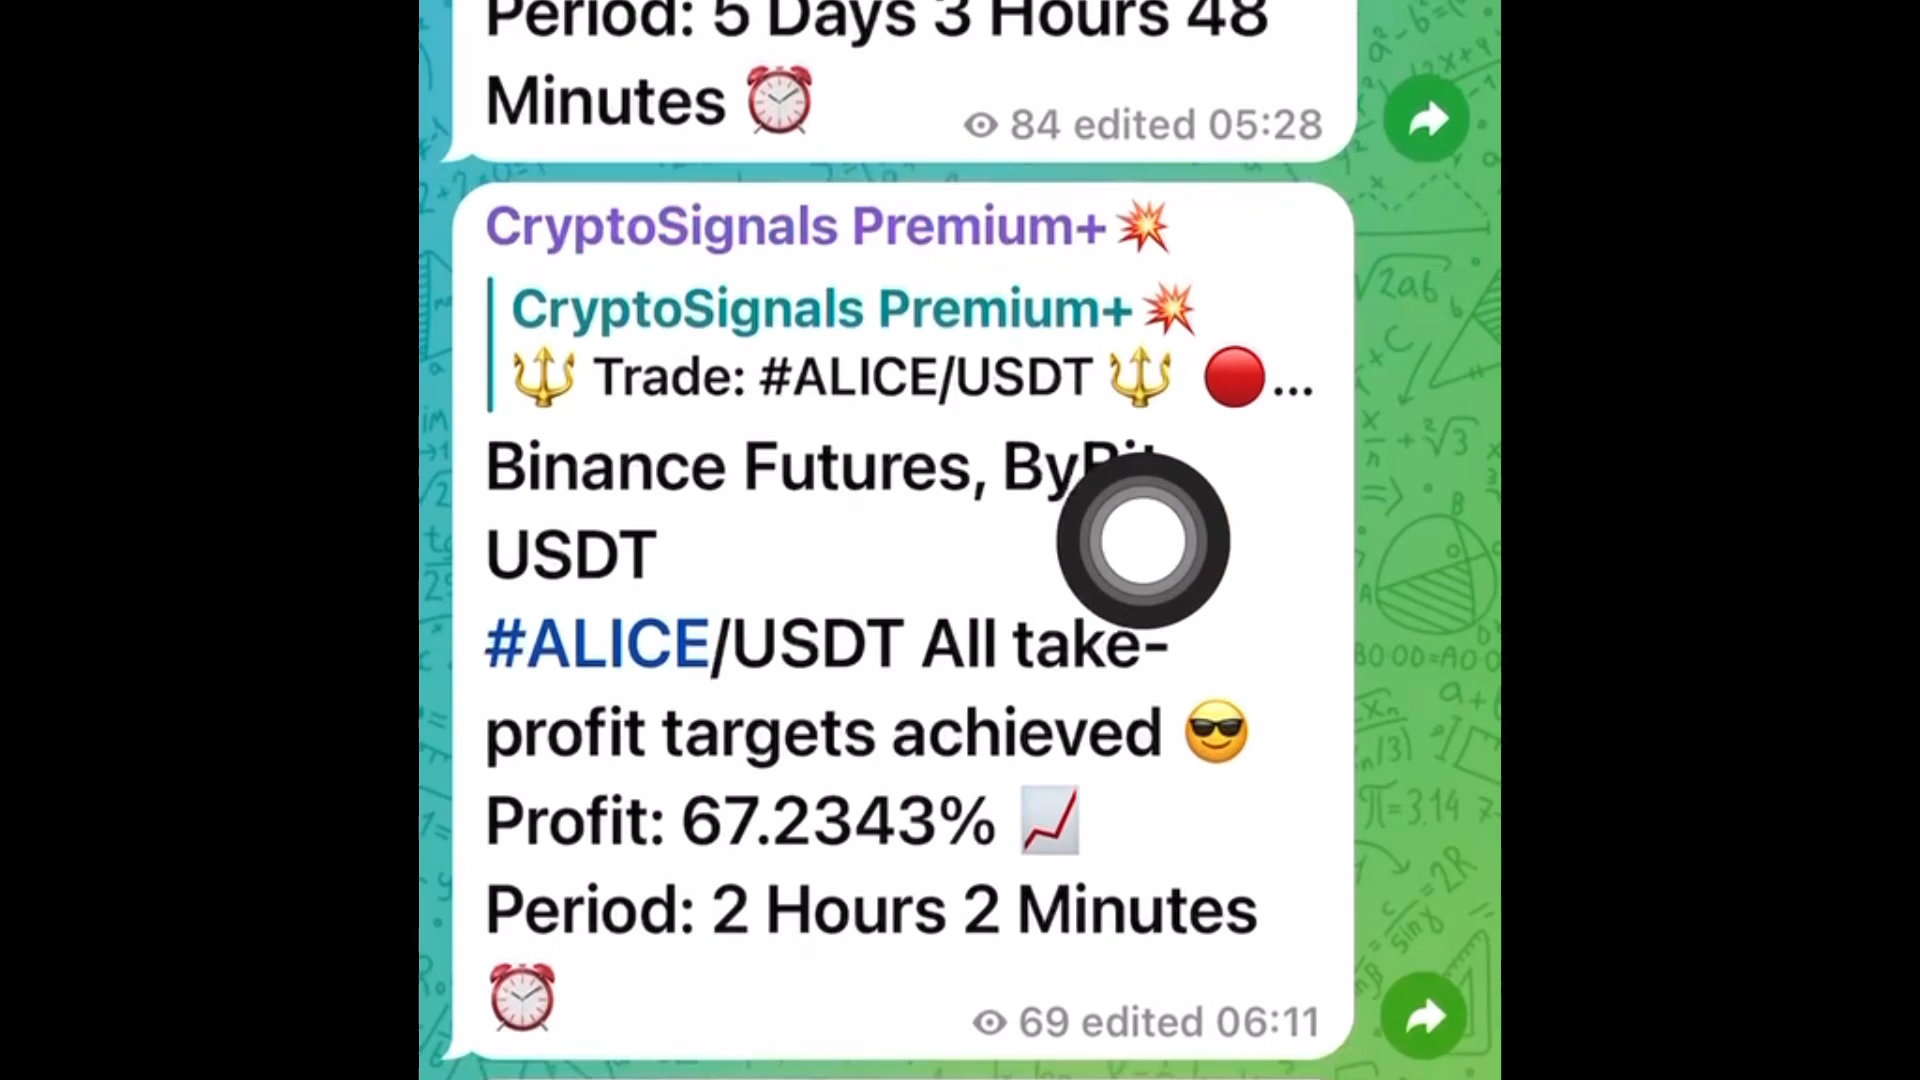 Period: 5 Days 3 Hours 48
Minutes ⏰
84 edited 05:28
CryptoSignals Premium+💥
CryptoSignals Premium+💥
🔱 Trade: #ALICE/USDT 🔱 🔴...
Binance Futures, ByBit
USDT
#ALICE/USDT All take-
profit targets achieved 😎
Profit: 67.2343% 📈
Period: 2 Hours 2 Minutes
⏰
69 edited 06:11